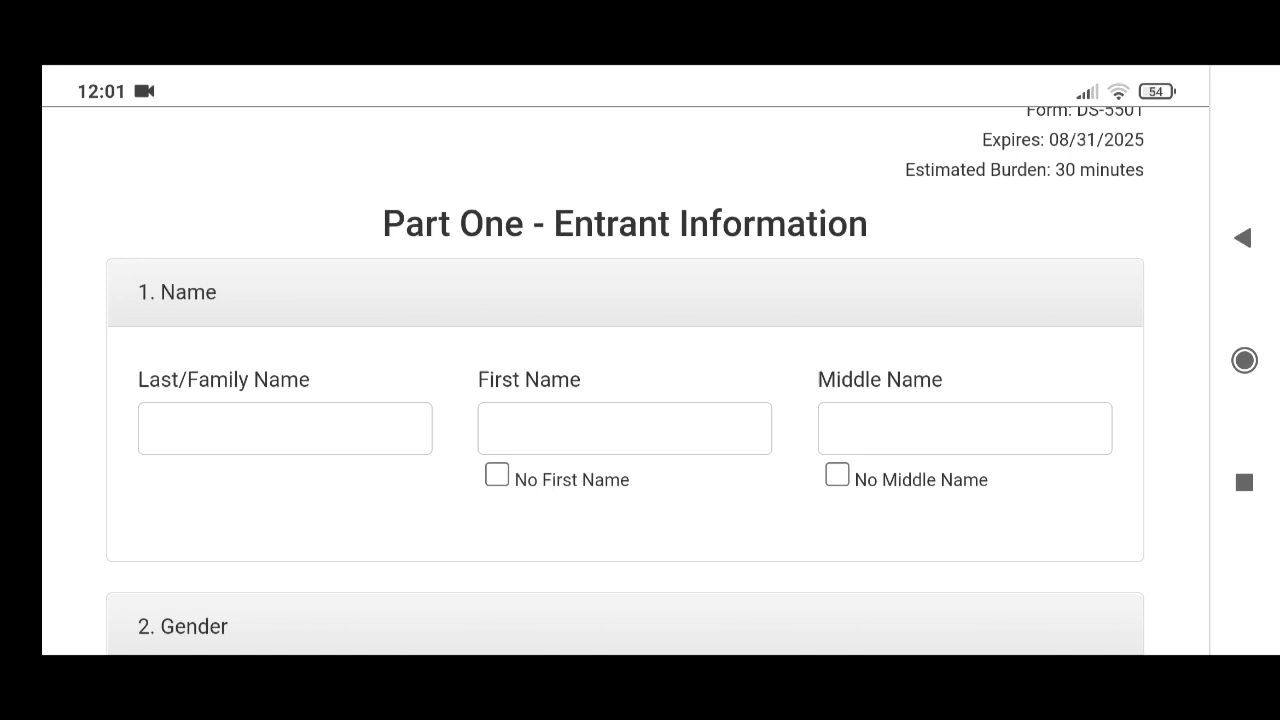 12:01
54
Form: DS-5501
Expires: 08/31/2025
Estimated Burden: 30 minutes
Part One - Entrant Information
1. Name
Last/Family Name
First Name
Middle Name
No First Name
No Middle Name
2. Gender